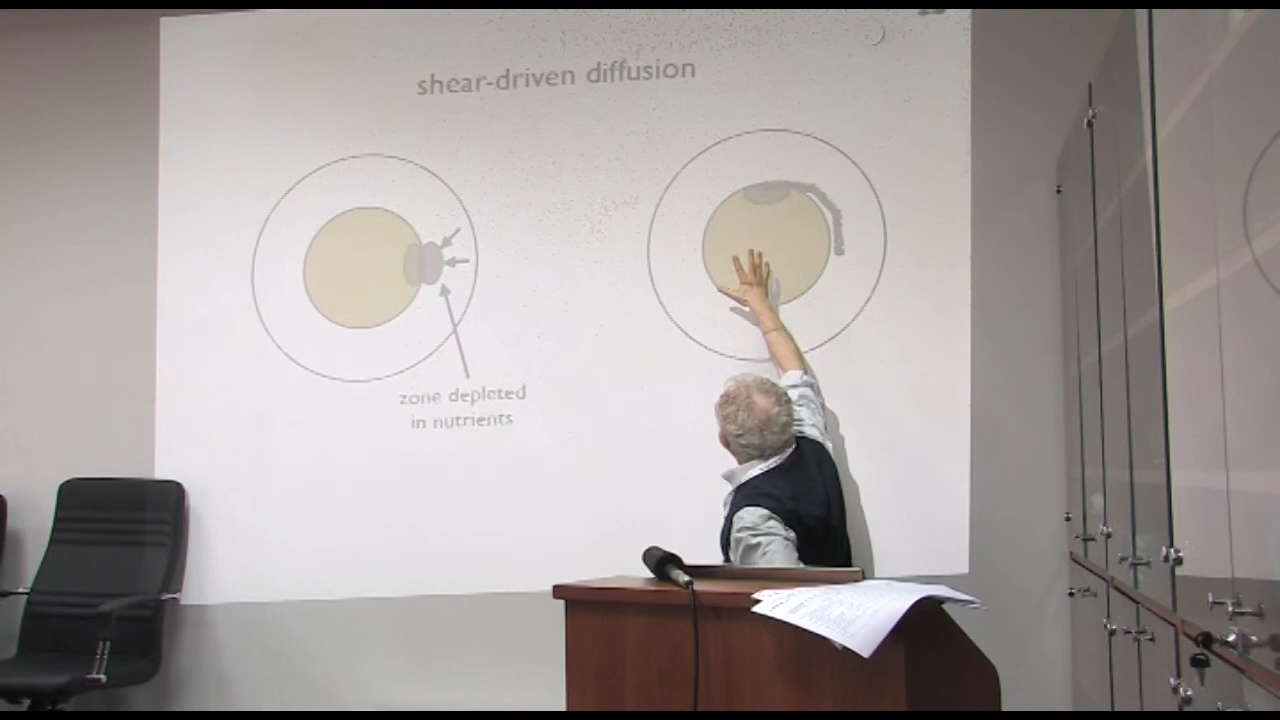 shear-driven diffusion
zone depleted
in nutrients